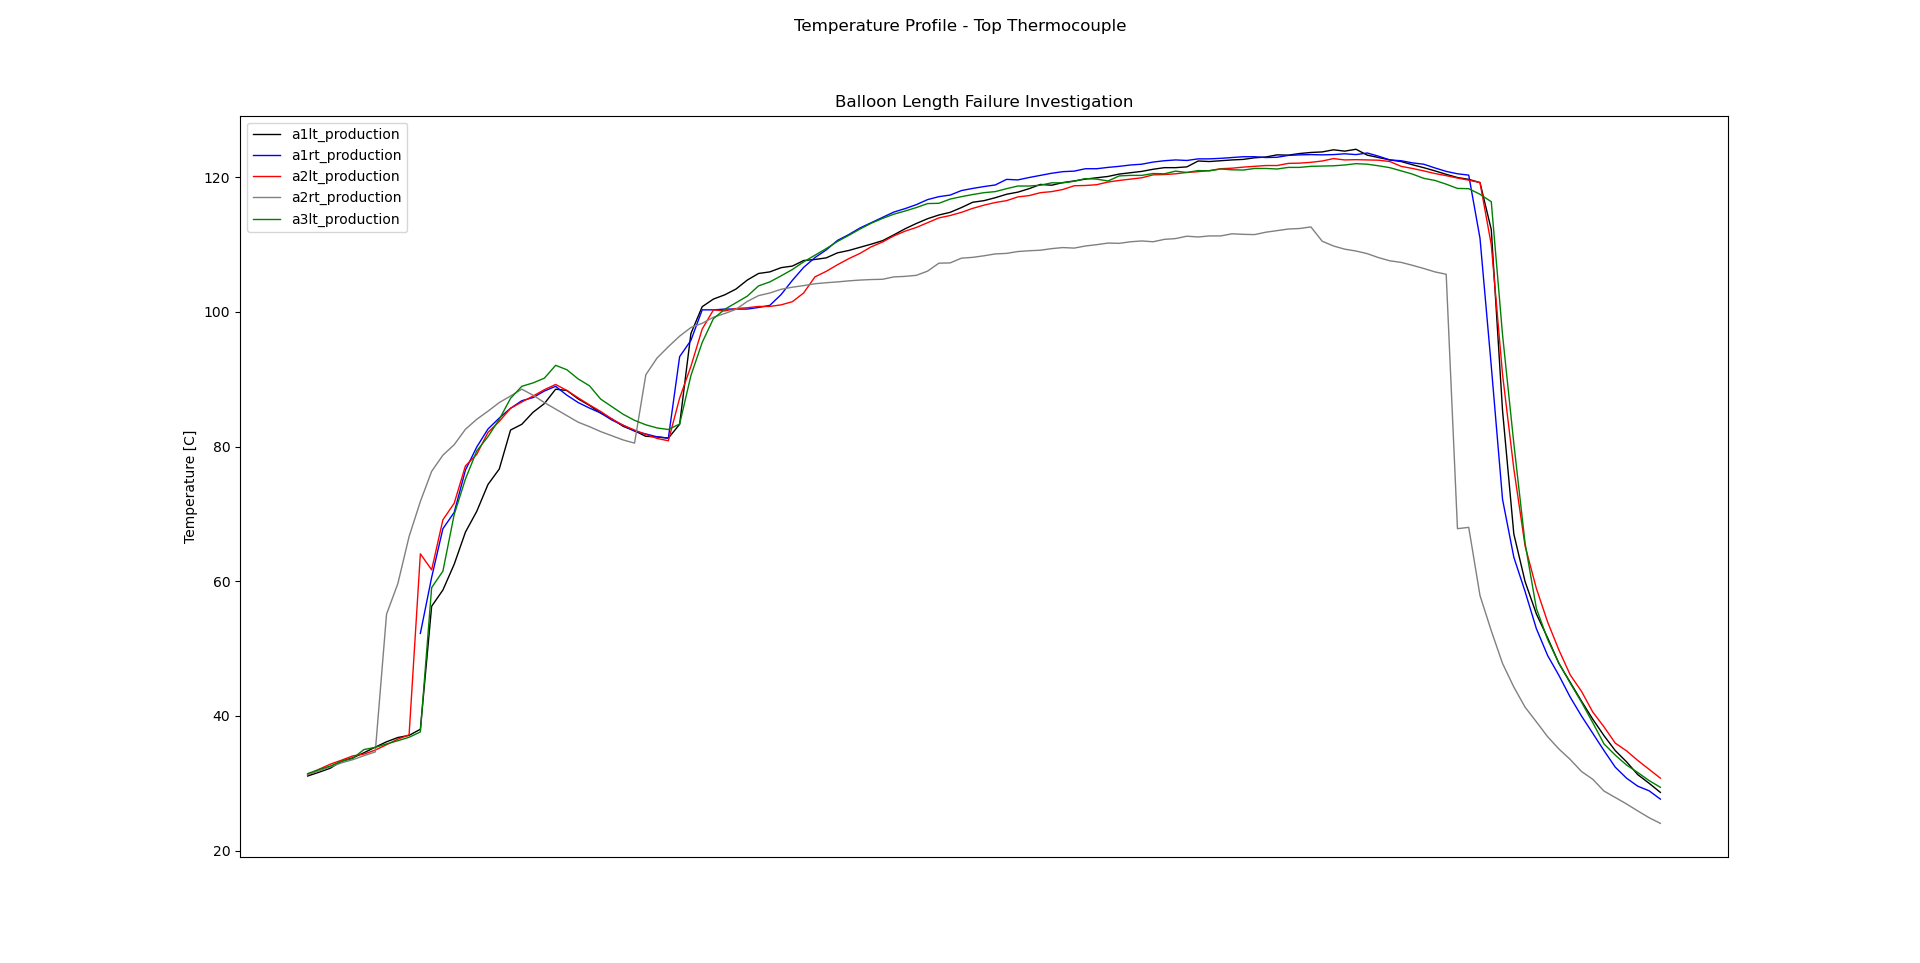 Temperature Profile - Top Thermocouple
Balloon Length Failure Investigation
a1lt_production
a1rt_production
a2lt_production
a2rt_production
a3lt_production
Temperature [C]
120
100
80
60
40
20